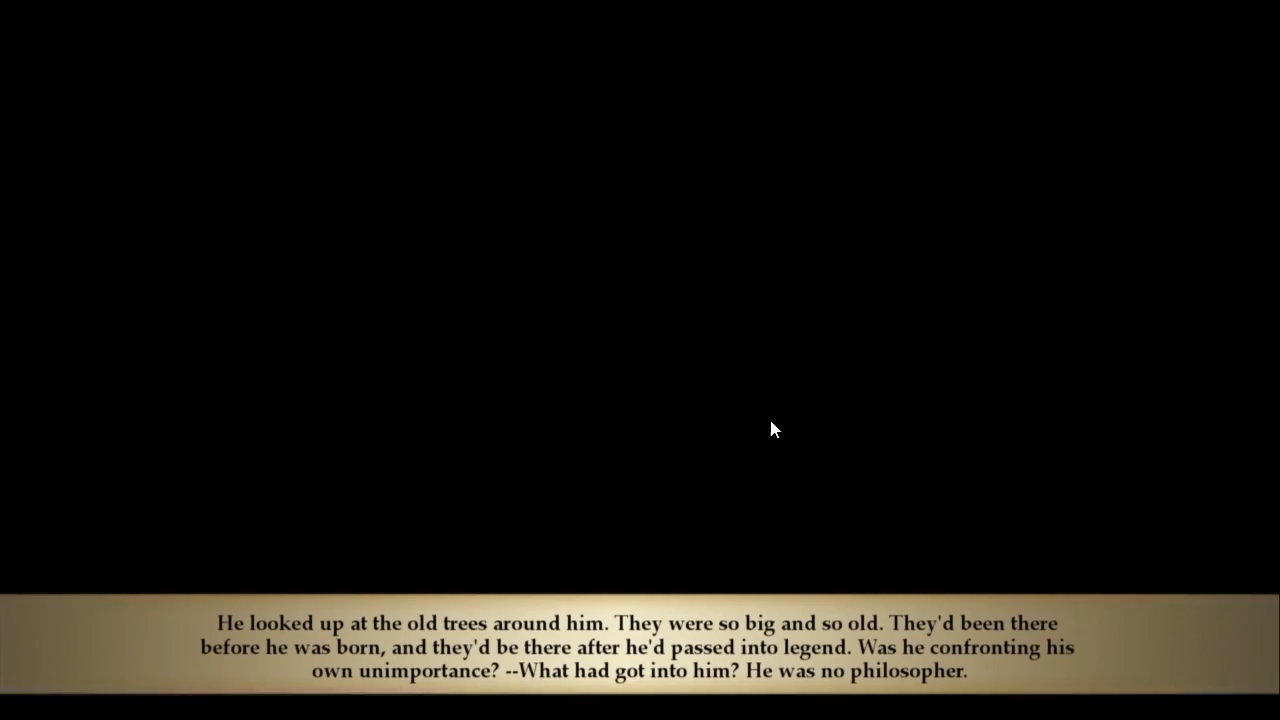 He looked up at the old trees around him. They were so big and so old. They'd been there
before he was born, and they'd be there after he'd passed into legend. Was he confronting his
own unimportance? --What had got into him? He was no philosopher.